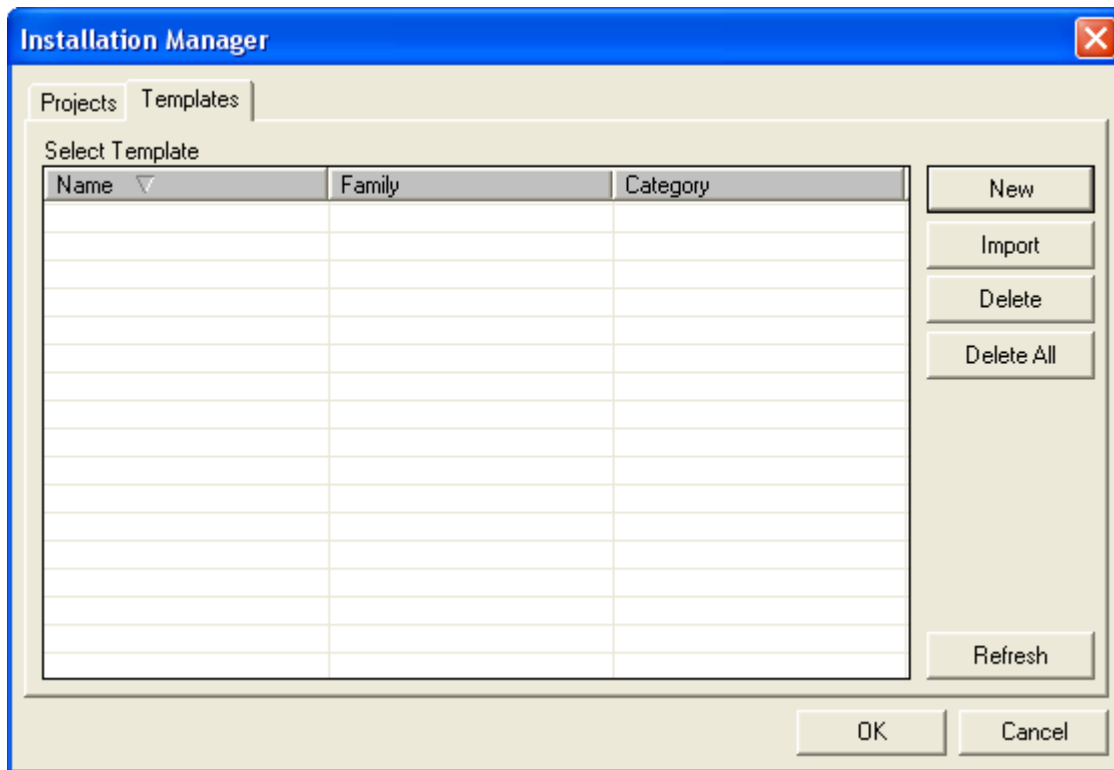 Installation Manager
Projects Templates
Select Template
Name Family Category
New
Import
Delete
Delete All
Refresh
OK Cancel